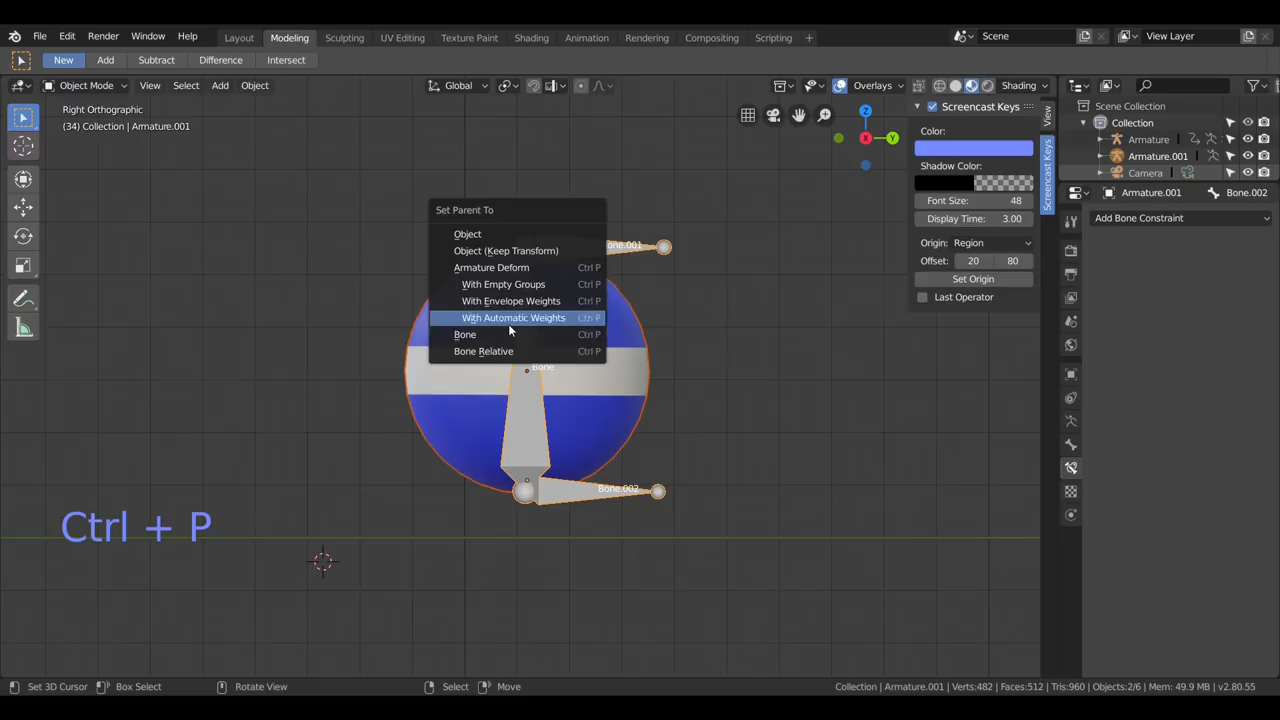 File Edit Render Window Help Layout Modeling Sculpting UV Editing Texture Paint Shading Animation Rendering Compositing Scripting + Scene View Layer
New Add Subtract Difference Intersect
Object Mode View Select Add Object Global Overlays Shading
Right Orthographic
(34) Collection | Armature.001
Z
X Y
View
Screencast Keys
Screencast Keys
Color:
Shadow Color:
Font Size: 48
Display Time: 3.00
Origin: Region
Offset: 20 80
Set Origin
Last Operator
Scene Collection
Collection
Armature
Armature.001
Camera
Armature.001 Bone.002
Add Bone Constraint
Set Parent To
Object
Object (Keep Transform)
Armature Deform Ctrl P
With Empty Groups Ctrl P
With Envelope Weights Ctrl P
With Automatic Weights Ctrl P
Bone Ctrl P
Bone Relative Ctrl P
one.001
Bone
Bone.002
Ctrl + P
Set 3D Cursor Box Select Rotate View Select Move Collection | Armature.001 | Verts:482 | Faces:512 | Tris:960 | Objects:2/6 | Mem: 49.9 MB | v2.80.55